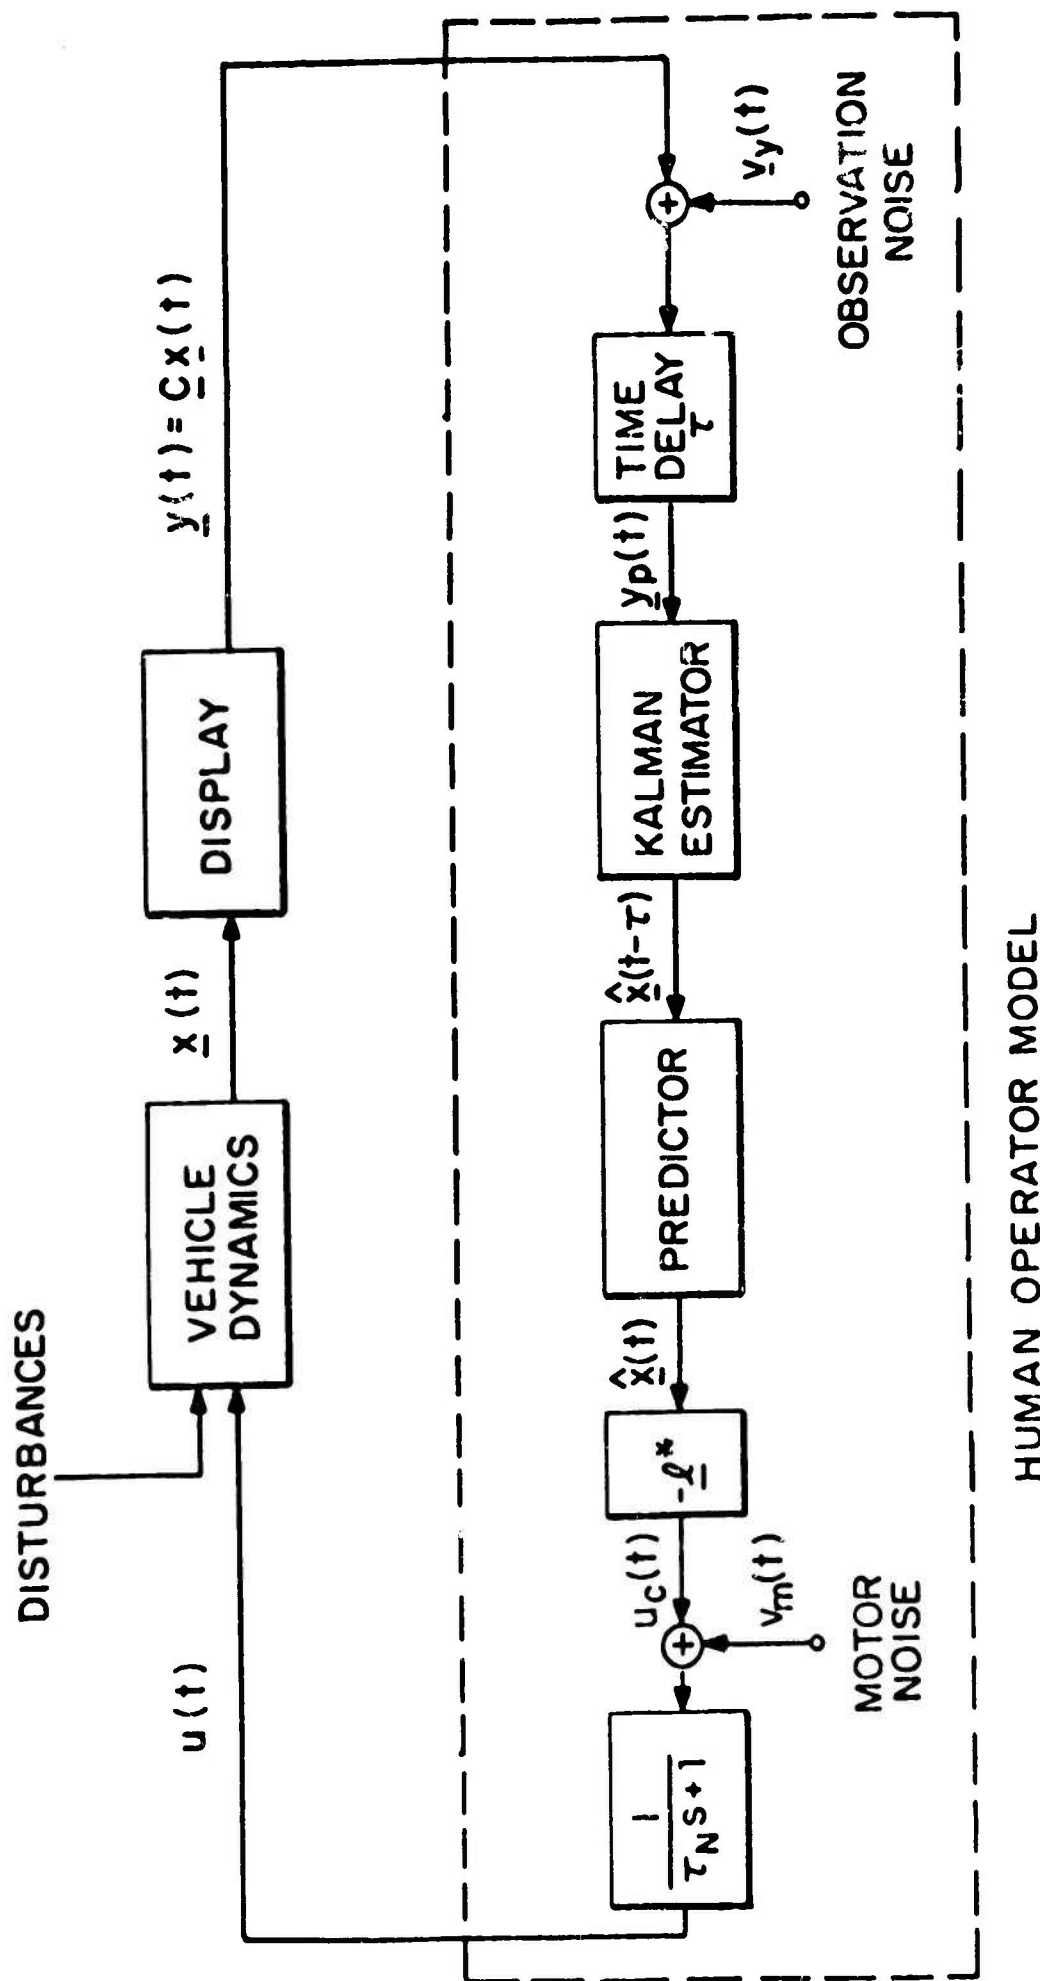 DISTURBANCES
u(t)
VEHICLE
DYNAMICS
x(t)
DISPLAY
y(t) = C x(t)
v_y(t)
OBSERVATION
NOISE
TIME
DELAY
τ
y_p(t)
KALMAN
ESTIMATOR
x̂(t-τ)
PREDICTOR
x̂(t)
-ℓ*
u_c(t)
v_m(t)
MOTOR
NOISE
1
τ_N s+1
HUMAN OPERATOR MODEL